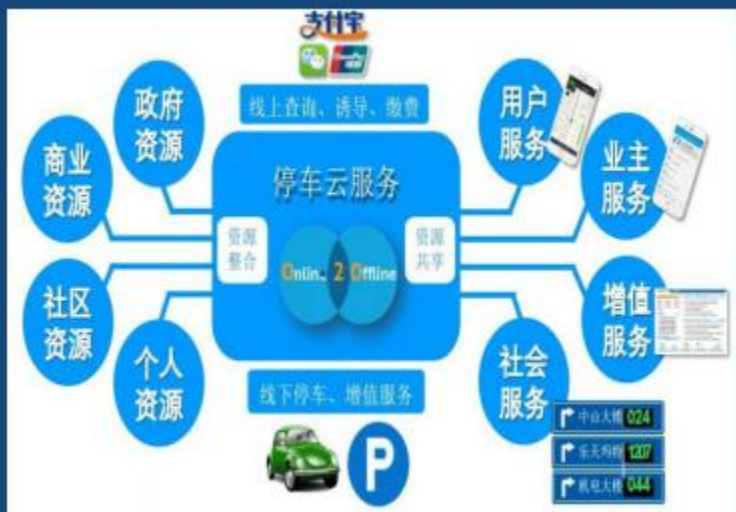 支付宝
线上查询、诱导、缴费
政府
资源
商业
资源
社区
资源
个人
资源
停车云服务
资源
整合
Online 2 Offline
资源
共享
用户
服务
业主
服务
增值
服务
社会
服务
线下停车、增值服务
P
中山大楼 024
乐天玛特 1207
机电大楼 044